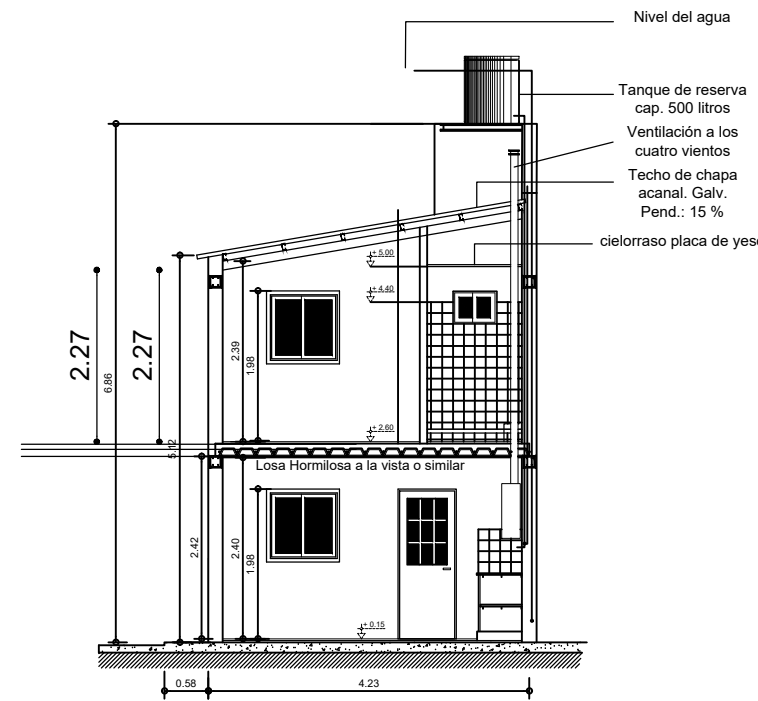 Nivel del agua
Tanque de reserva
cap. 500 litros
Ventilación a los
cuatro vientos
Techo de chapa
acanal. Galv.
Pend.: 15 %
cielorraso placa de yes
+ 5.00
+ 4.40
2.27
6.86
2.27
5.12
2.39
1.98
+ 2.60
Losa Hormilosa a la vista o similar
2.42
2.40
1.98
+ 0.15
0.58
4.23